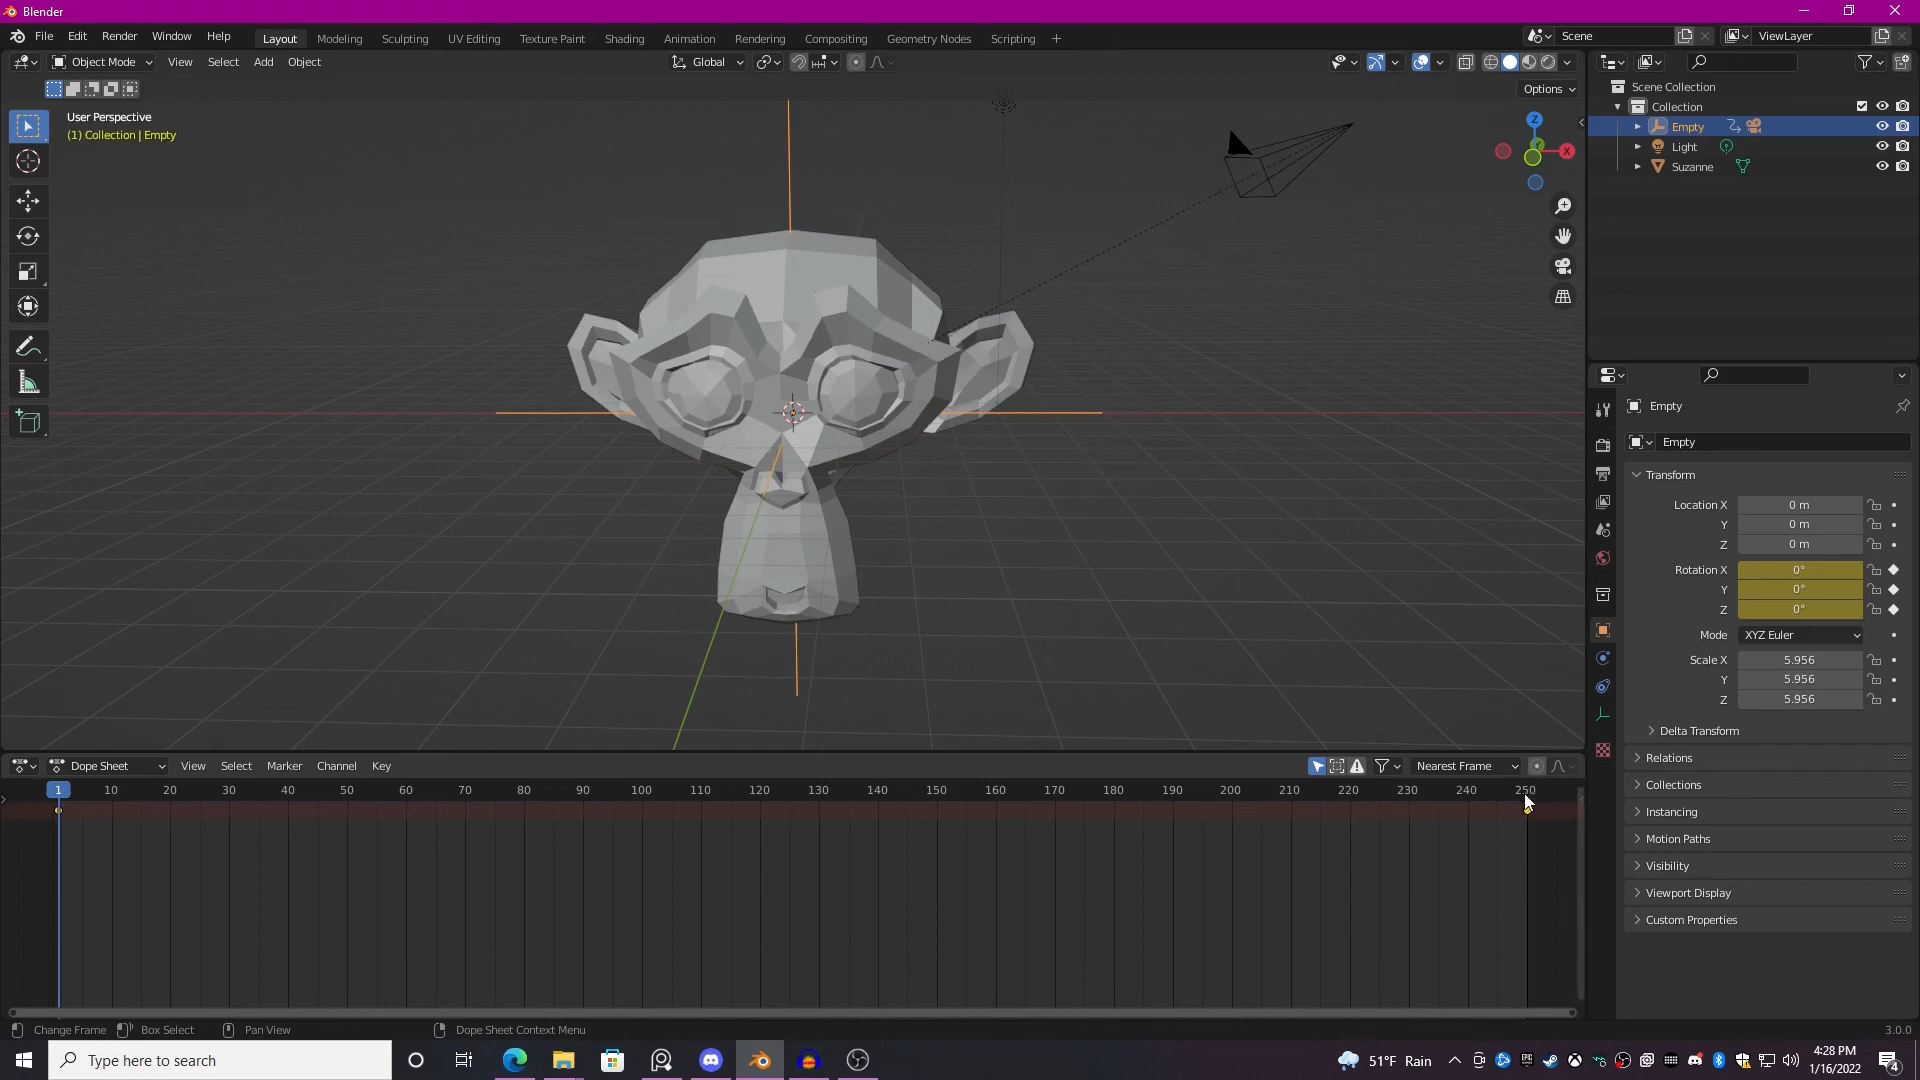 Blender
File Edit Render Window Help Layout Modeling Sculpting UV Editing Texture Paint Shading Animation Rendering Compositing Geometry Nodes Scripting + Scene ViewLayer
Object Mode View Select Add Object Global
Options
User Perspective
(1) Collection | Empty
Z
Y
X
Scene Collection
Collection
Empty
Light
Suzanne
Empty
Empty
Transform
Location X 0 m
Y 0 m
Z 0 m
Rotation X 0°
Y 0°
Z 0°
Mode XYZ Euler
Scale X 5.956
Y 5.956
Z 5.956
Delta Transform
Relations
Collections
Instancing
Motion Paths
Visibility
Viewport Display
Custom Properties
Dope Sheet View Select Marker Channel Key Nearest Frame
1 10 20 30 40 50 60 70 80 90 100 110 120 130 140 150 160 170 180 190 200 210 220 230 240 250
Change Frame Box Select Pan View Dope Sheet Context Menu 3.0.0
Type here to search 51°F Rain 4:28 PM
1/16/2022
4